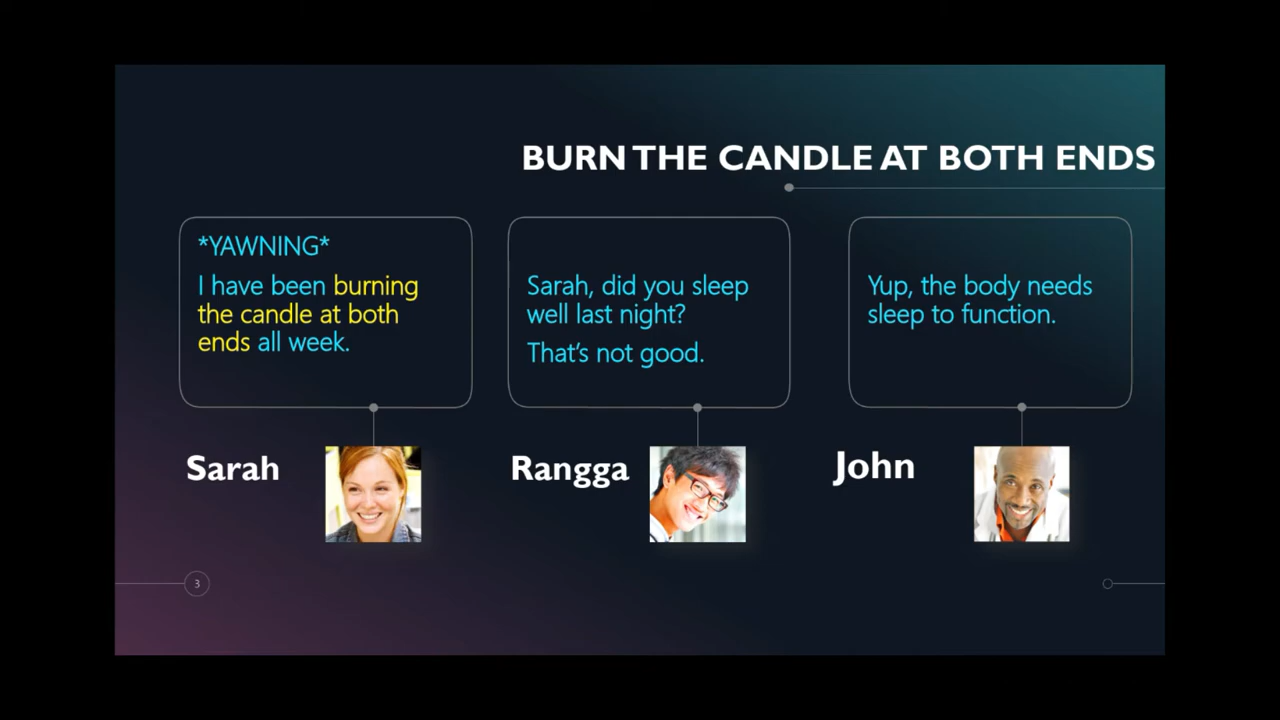 BURN THE CANDLE AT BOTH ENDS
*YAWNING*
I have been burning
the candle at both
ends all week.
Sarah, did you sleep
well last night?
That's not good.
Yup, the body needs
sleep to function.
Sarah
Rangga
John
3